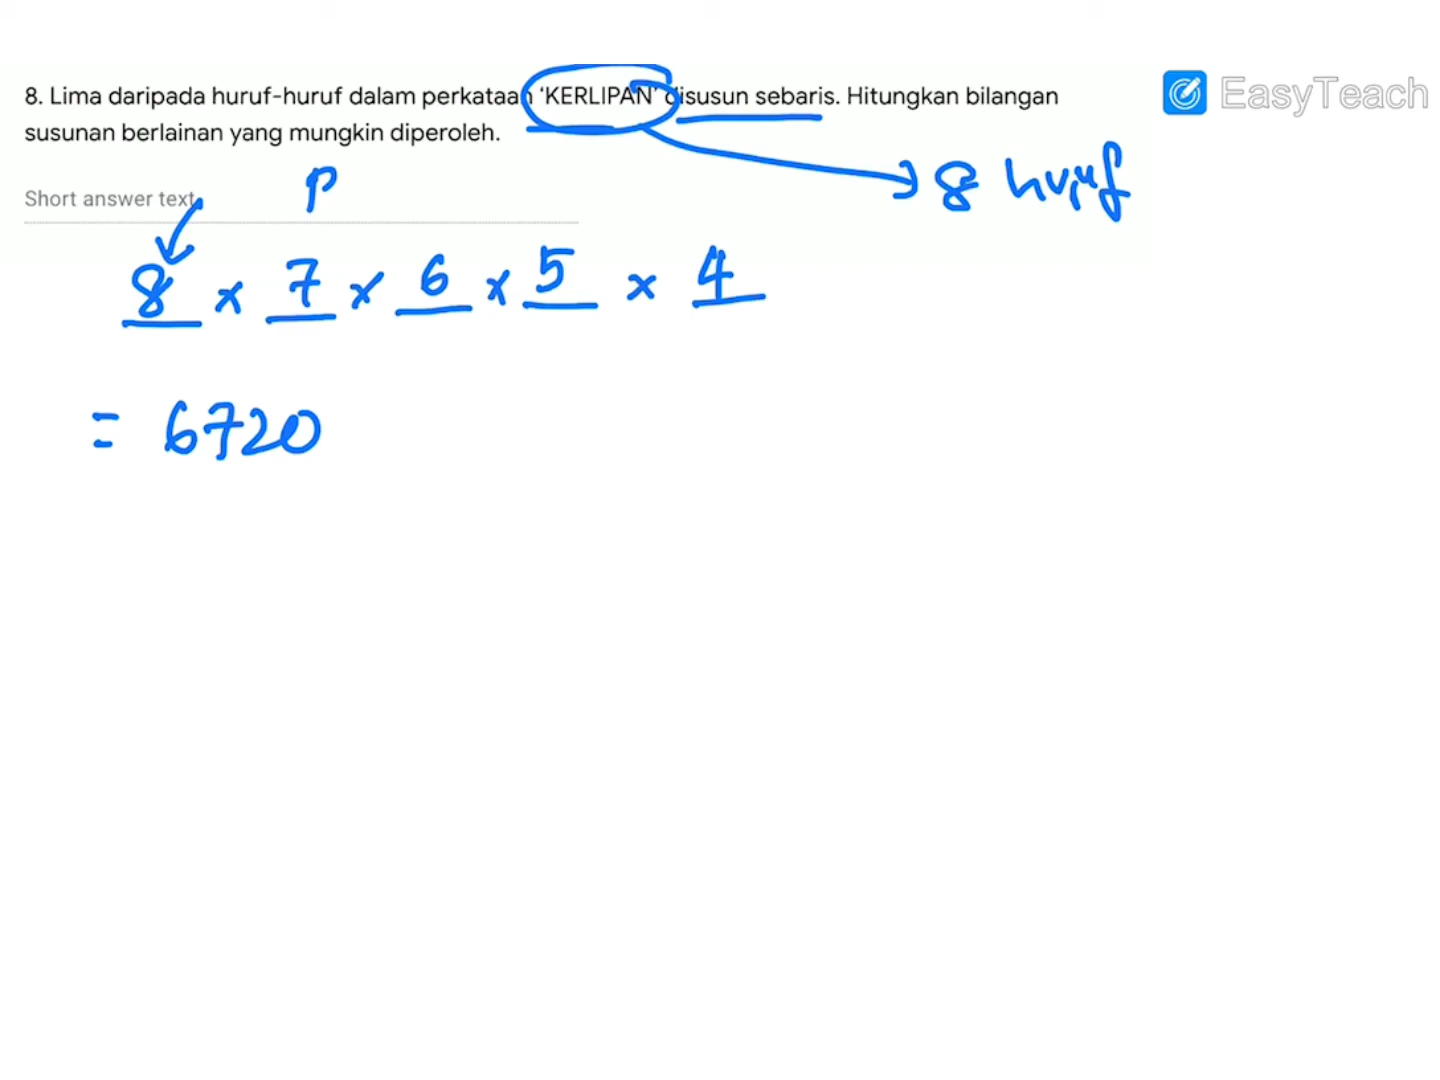 8. Lima daripada huruf-huruf dalam perkataan ‘KERLIPAN’ disusun sebaris. Hitungkan bilangan
susunan berlainan yang mungkin diperoleh.
EasyTeach
8 huruf
Short answer text
P
8 x 7 x 6 x 5 x 4
= 6720